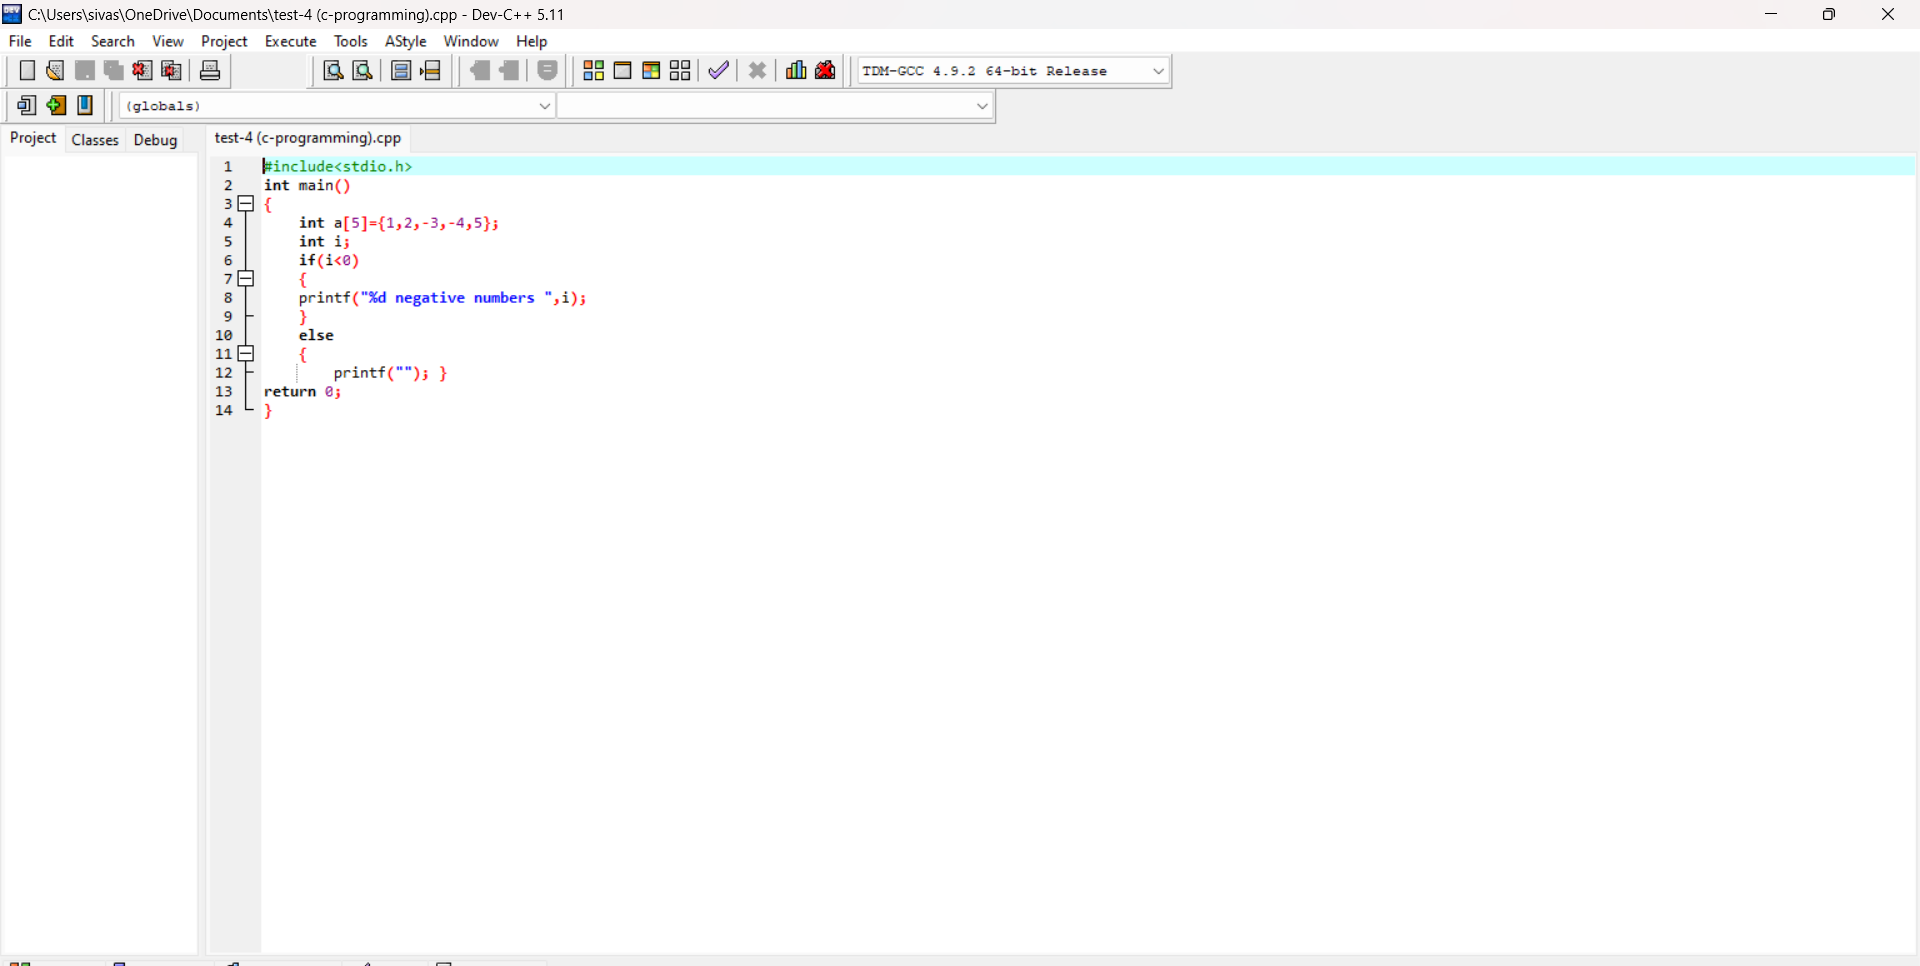 C:\Users\sivas\OneDrive\Documents\test-4 (c-programming).cpp - Dev-C++ 5.11
File Edit Search View Project Execute Tools AStyle Window Help
TDM-GCC 4.9.2 64-bit Release
(globals)
Project Classes Debug test-4 (c-programming).cpp
1 #include<stdio.h>
2 int main()
3 {
4 int a[5]={1,2,-3,-4,5};
5 int i;
6 if(i<0)
7 {
8 printf("%d negative numbers ",i);
9 }
10 else
11 {
12 printf(""); }
13 return 0;
14 }